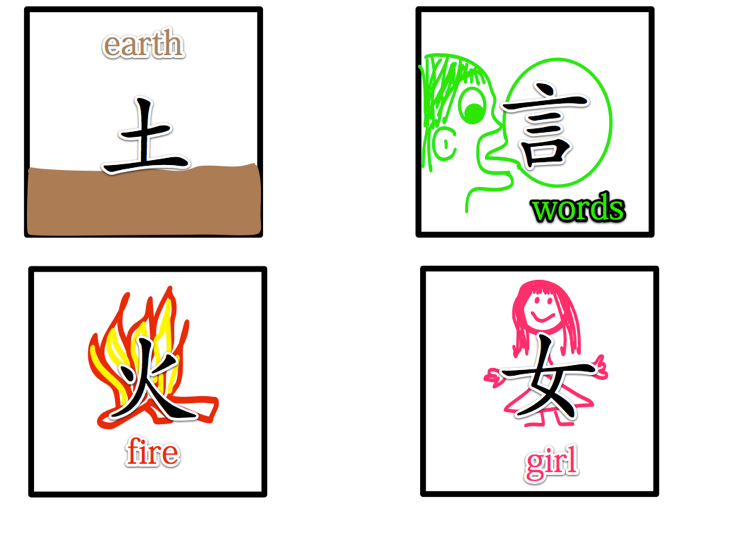 earth
土
言
words
火
fire
女
girl